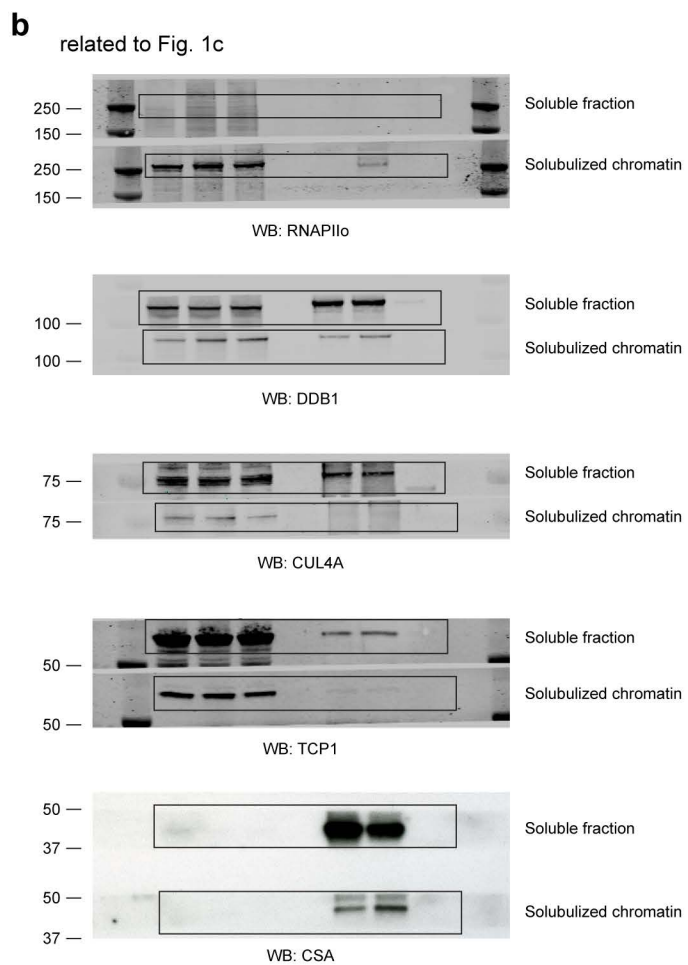 b
related to Fig. 1c
250 —
Soluble fraction
150 —
250 —
Solubulized chromatin
150 —
WB: RNAPIIo
Soluble fraction
100 —
Solubulized chromatin
100 —
WB: DDB1
75 —
Soluble fraction
75 —
Solubulized chromatin
WB: CUL4A
Soluble fraction
50 —
Solubulized chromatin
50 —
WB: TCP1
50 —
Soluble fraction
37 —
50 —
Solubulized chromatin
37 —
WB: CSA